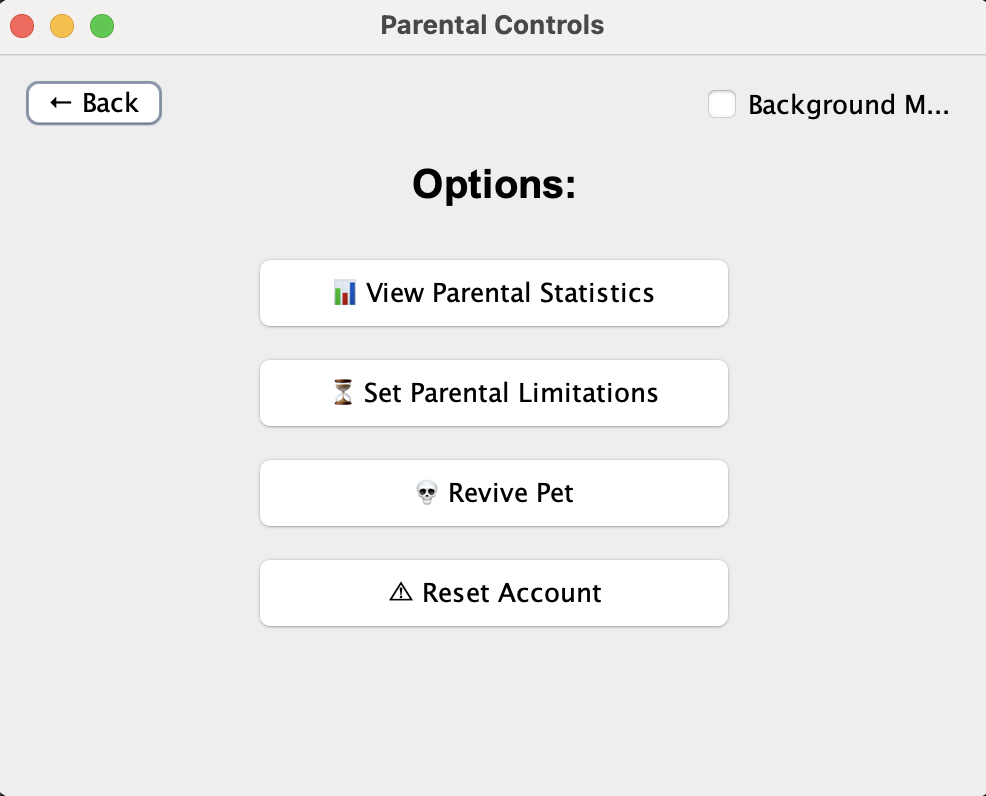 Parental Controls
← Back
Background M...
Options:
📊 View Parental Statistics
⏳ Set Parental Limitations
💀 Revive Pet
⚠ Reset Account